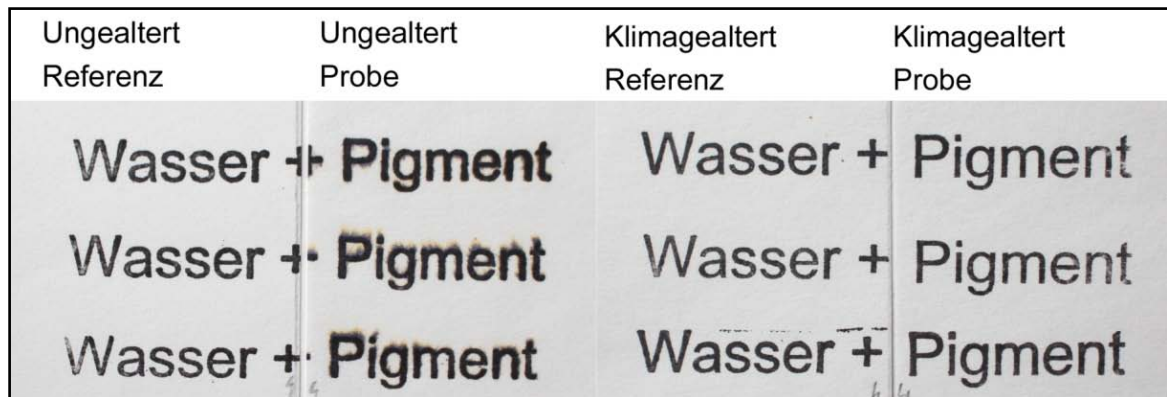 Ungealtert Ungealtert Klimagealtert Klimagealtert
Referenz Probe Referenz Probe
Wasser + Pigment Wasser + Pigment
Wasser + Pigment Wasser + Pigment
Wasser + Pigment Wasser + Pigment